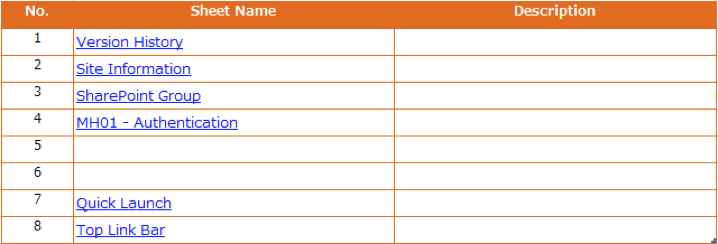 No. Sheet Name Description
1 Version History
2 Site Information
3 SharePoint Group
4 MH01 - Authentication
5
6
7 Quick Launch
8 Top Link Bar